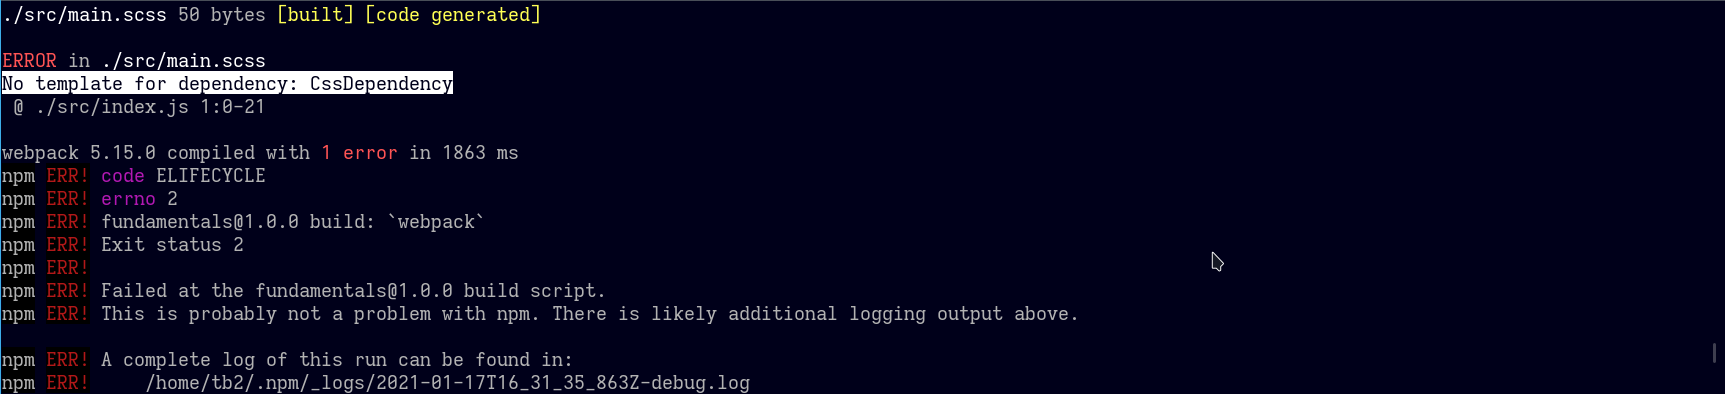 ./src/main.scss 50 bytes [built] [code generated]
ERROR in ./src/main.scss
No template for dependency: CssDependency
@ ./src/index.js 1:0-21
webpack 5.15.0 compiled with 1 error in 1863 ms
npm ERR! code ELIFECYCLE
npm ERR! errno 2
npm ERR! fundamentals@1.0.0 build: `webpack`
npm ERR! Exit status 2
npm ERR!
npm ERR! Failed at the fundamentals@1.0.0 build script.
npm ERR! This is probably not a problem with npm. There is likely additional logging output above.
npm ERR! A complete log of this run can be found in:
npm ERR!     /home/tb2/.npm/_logs/2021-01-17T16_31_35_863Z-debug.log